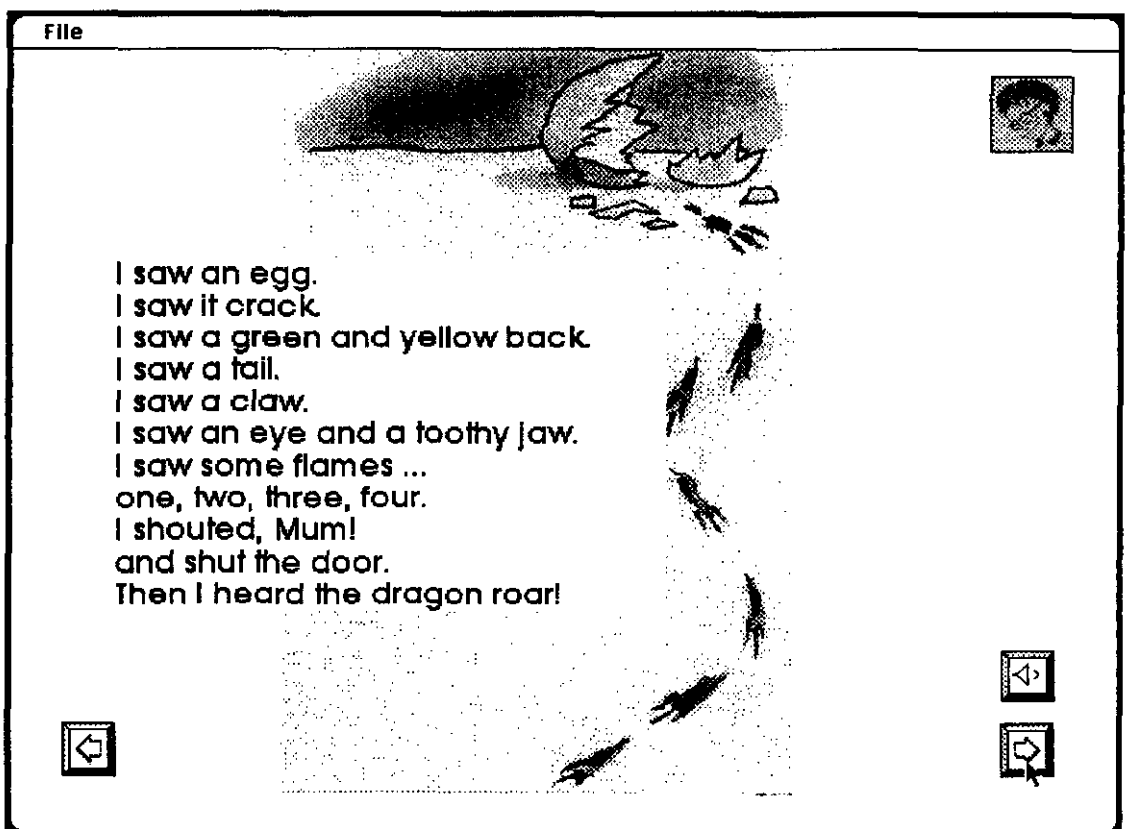 File
I saw an egg.
I saw it crack.
I saw a green and yellow back.
I saw a tail.
I saw a claw.
I saw an eye and a toothy jaw.
I saw some flames ...
one, two, three, four.
I shouted, Mum!
and shut the door.
Then I heard the dragon roar!